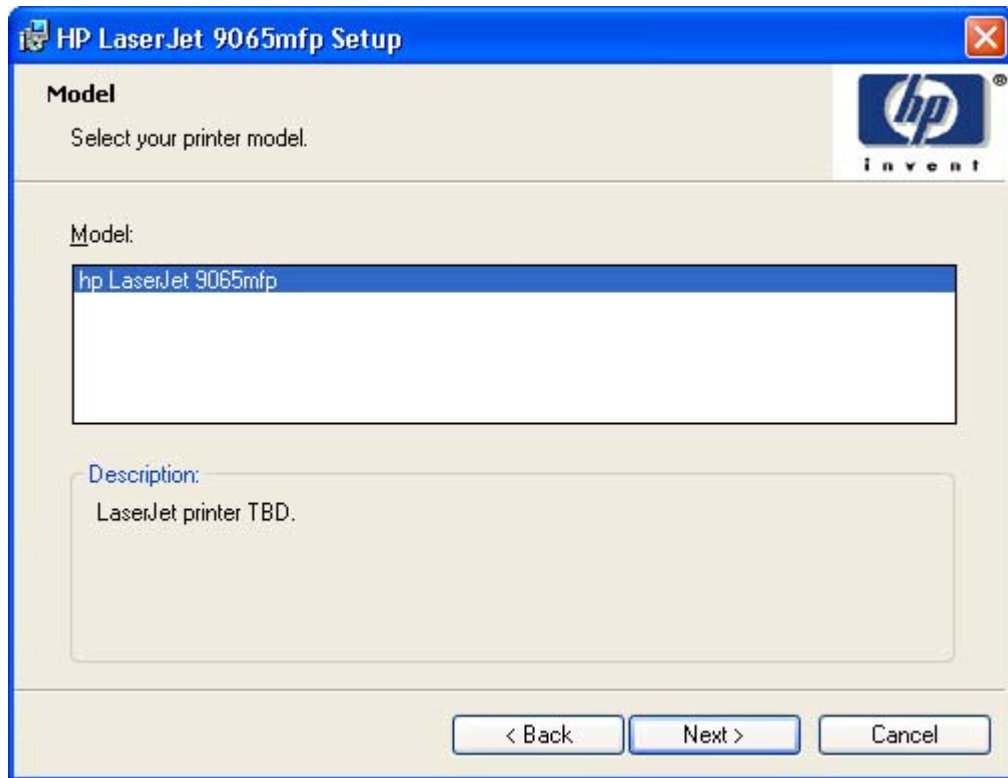 HP LaserJet 9065mfp Setup
Model
Select your printer model.
hp
®
invent
Model:
hp LaserJet 9065mfp
Description:
LaserJet printer TBD.
< Back
Next >
Cancel